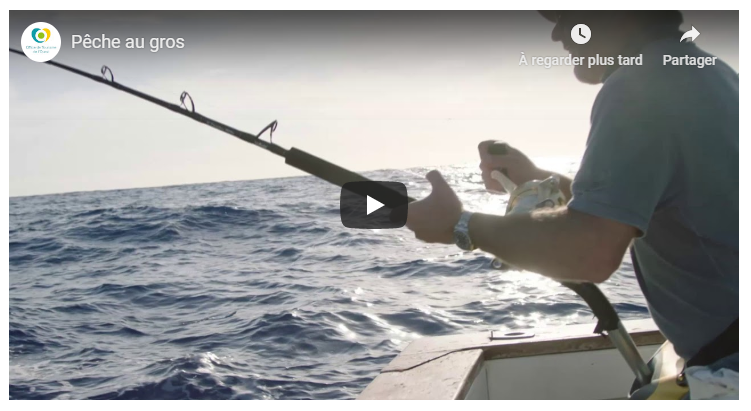 Pêche au gros
À regarder plus tard
Partager